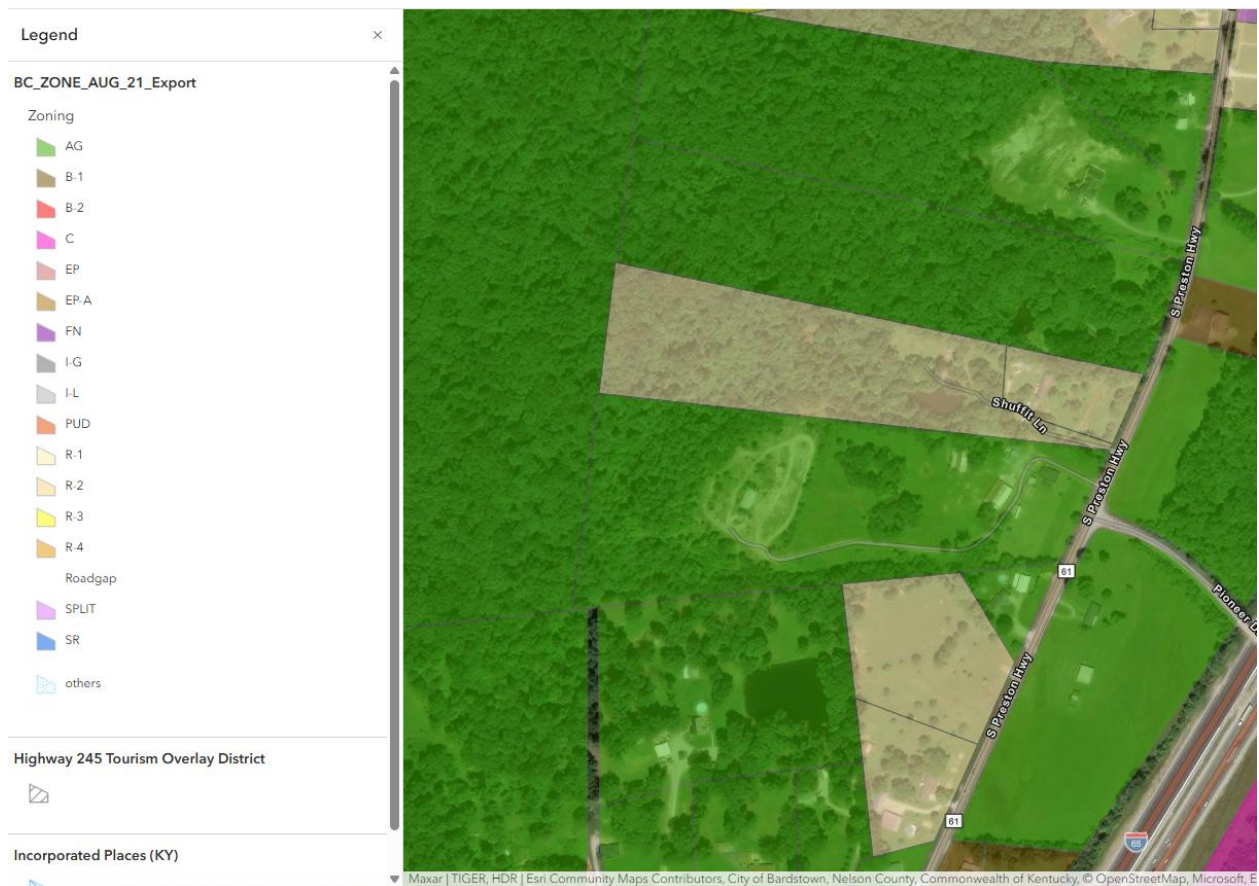 Legend
×
BC_ZONE_AUG_21_Export
Zoning
AG
B-1
B-2
C
EP
EP-A
FN
I-G
I-L
PUD
R-1
R-2
R-3
R-4
Roadgap
SPLIT
SR
others
Highway 245 Tourism Overlay District
Incorporated Places (KY)
S Preston Hwy
Shuffit Ln
S Preston Hwy
61
Pioneer
S Preston Hwy
61
65
Maxar | TIGER, HDR | Esri Community Maps Contributors, City of Bardstown, Nelson County, Commonwealth of Kentucky, © OpenStreetMap, Microsoft,